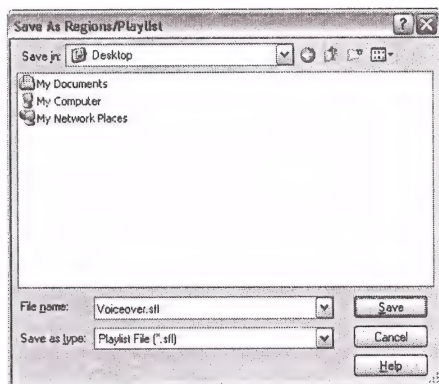 Save As Regions/Playlist
Save in: Desktop
My Documents
My Computer
My Network Places
File name: Voiceover.sfl Save
Save as type: Playlist File (*.sfl) Cancel
Help